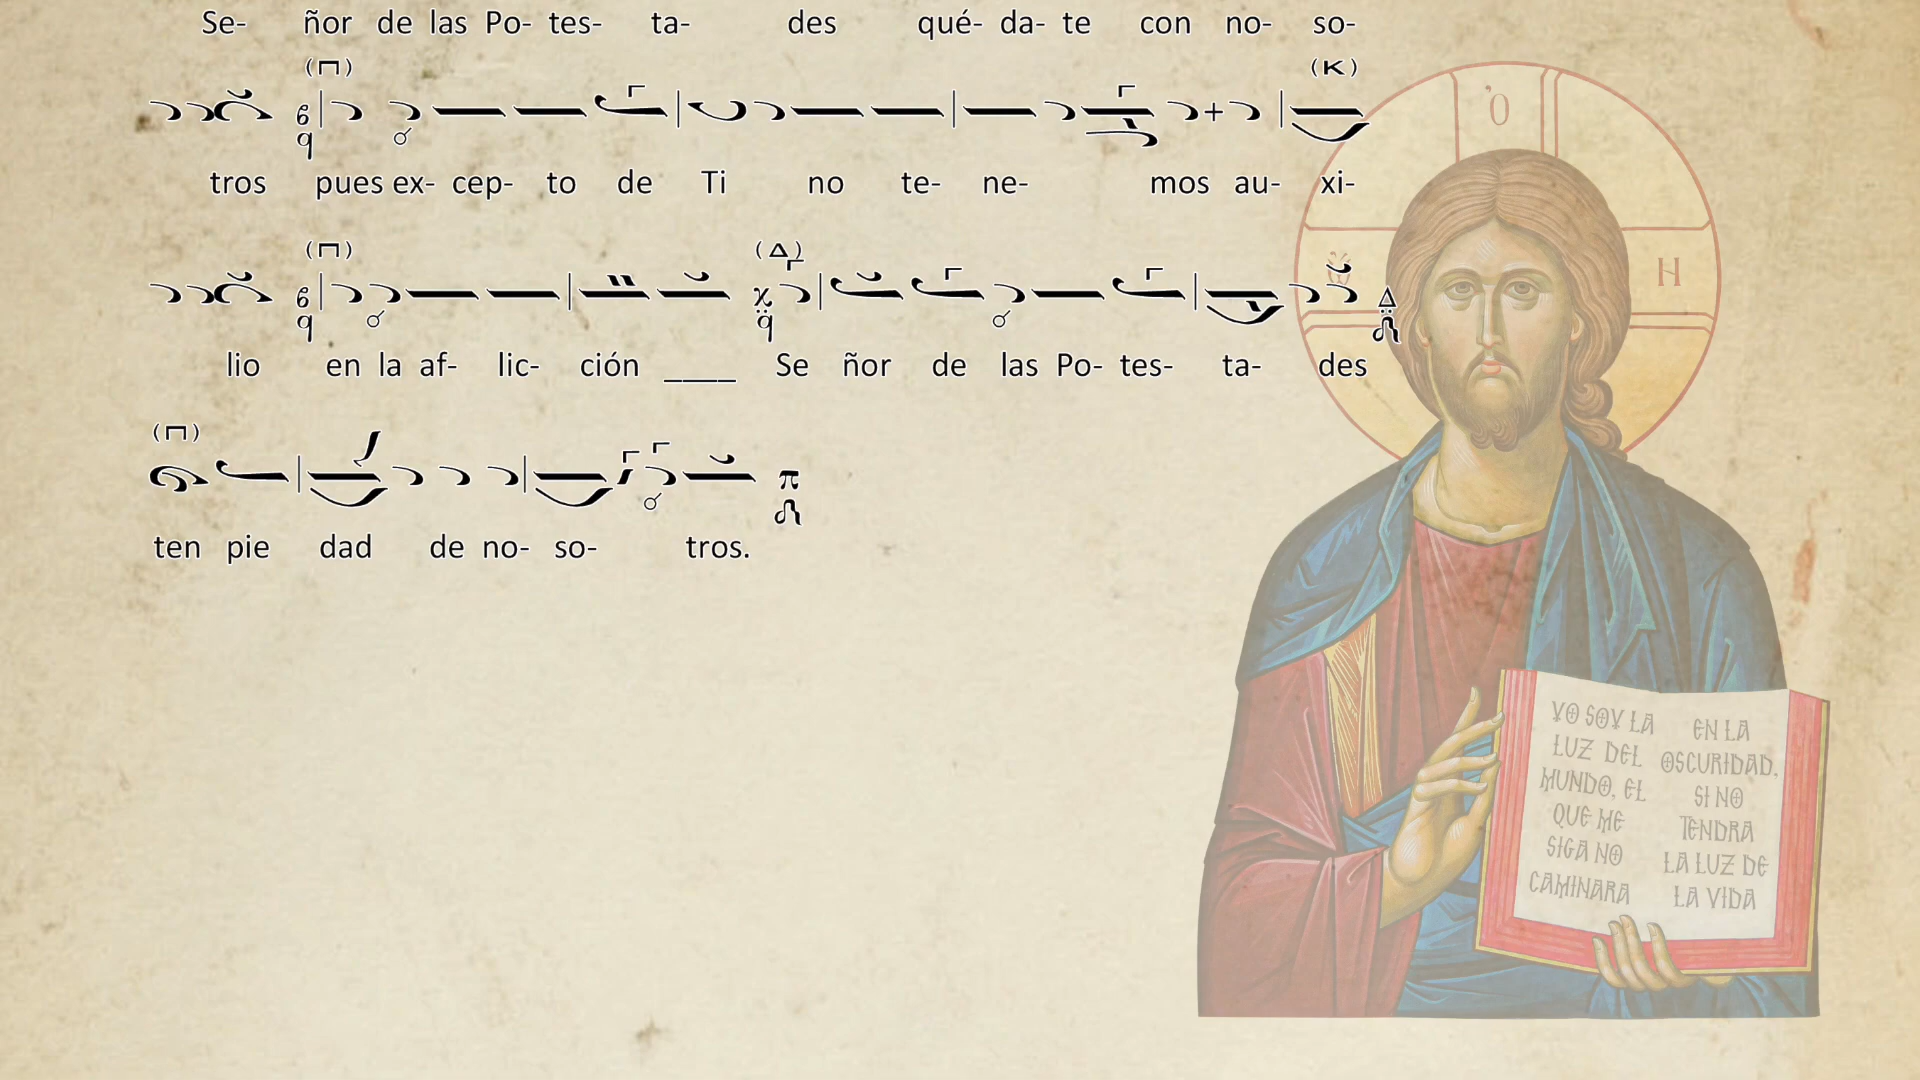 Se- ñor de las Po- tes- ta- des qué- da- te con no- so-
(Π) (K)
tros pues ex- cep- to de Ti no te- ne- mos au- xi-
(Π) (Δ)
lio en la af- lic- ción ____ Se ñor de las Po- tes- ta- des
(Π)
π
ten pie dad de no- so- tros.
Ὁ
Η
YO SOY LA
LUZ DEL
MUNDO, EL
QUE ME
SIGA NO
CAMINARA
EN LA
OSCURIDAD,
SI NO
TENDRA
LA LUZ DE
LA VIDA